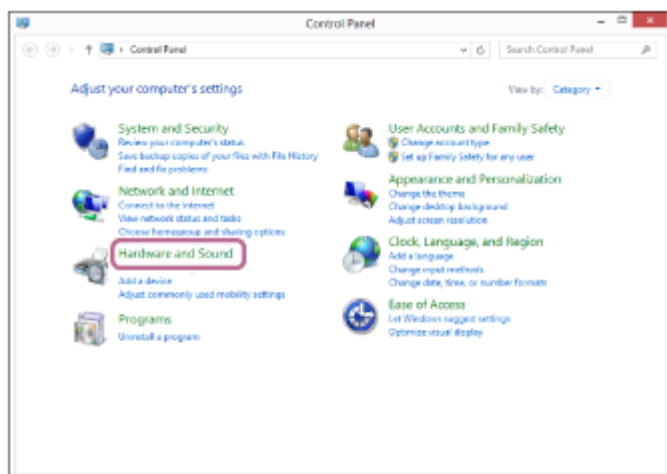 Control Panel
Control Panel
Search Control Panel
Adjust your computer's settings
View by: Category
System and Security
Review your computer's status
Save backup copies of your files with File History
Find and fix problems
Network and Internet
Connect to the Internet
View network status and tasks
Choose homegroup and sharing options
Hardware and Sound
Add a device
Adjust commonly used mobility settings
Programs
Uninstall a program
User Accounts and Family Safety
Change account type
Set up Family Safety for any user
Appearance and Personalization
Change the theme
Change desktop background
Adjust screen resolution
Clock, Language, and Region
Add a language
Change input methods
Change date, time, or number formats
Ease of Access
Let Windows suggest settings
Optimize visual display